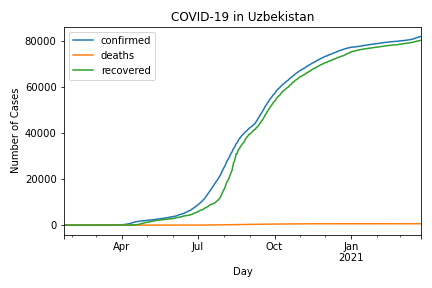 COVID-19 in Uzbekistan
confirmed
deaths
recovered
Number of Cases
80000
60000
40000
20000
0
Apr
Jul
Oct
Jan
2021
Day